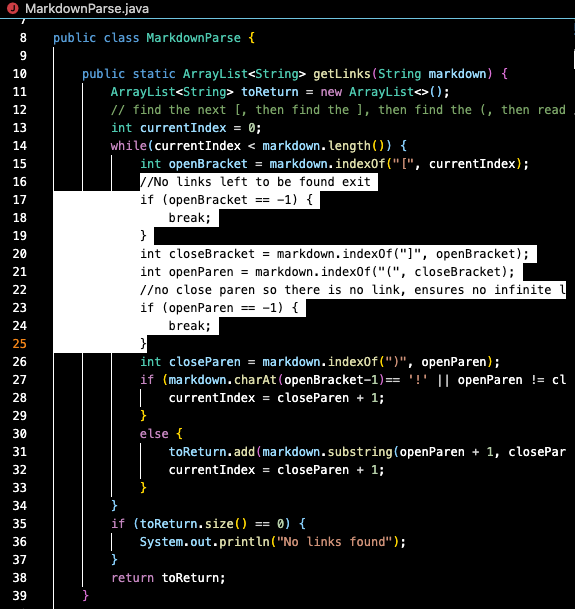 MarkdownParse.java
8 public class MarkdownParse {
9
10 public static ArrayList<String> getLinks(String markdown) {
11 ArrayList<String> toReturn = new ArrayList<>();
12 // find the next [, then find the ], then find the (, then read
13 int currentIndex = 0;
14 while(currentIndex < markdown.length()) {
15 int openBracket = markdown.indexOf("[", currentIndex);
16 //No links left to be found exit
17 if (openBracket == -1) {
18 break;
19 }
20 int closeBracket = markdown.indexOf("]", openBracket);
21 int openParen = markdown.indexOf("(", closeBracket);
22 //no close paren so there is no link, ensures no infinite l
23 if (openParen == -1) {
24 break;
25 }
26 int closeParen = markdown.indexOf(")", openParen);
27 if (markdown.charAt(openBracket-1)== '!' || openParen != cl
28 currentIndex = closeParen + 1;
29 }
30 else {
31 toReturn.add(markdown.substring(openParen + 1, closePar
32 currentIndex = closeParen + 1;
33 }
34 }
35 if (toReturn.size() == 0) {
36 System.out.println("No links found");
37 }
38 return toReturn;
39 }